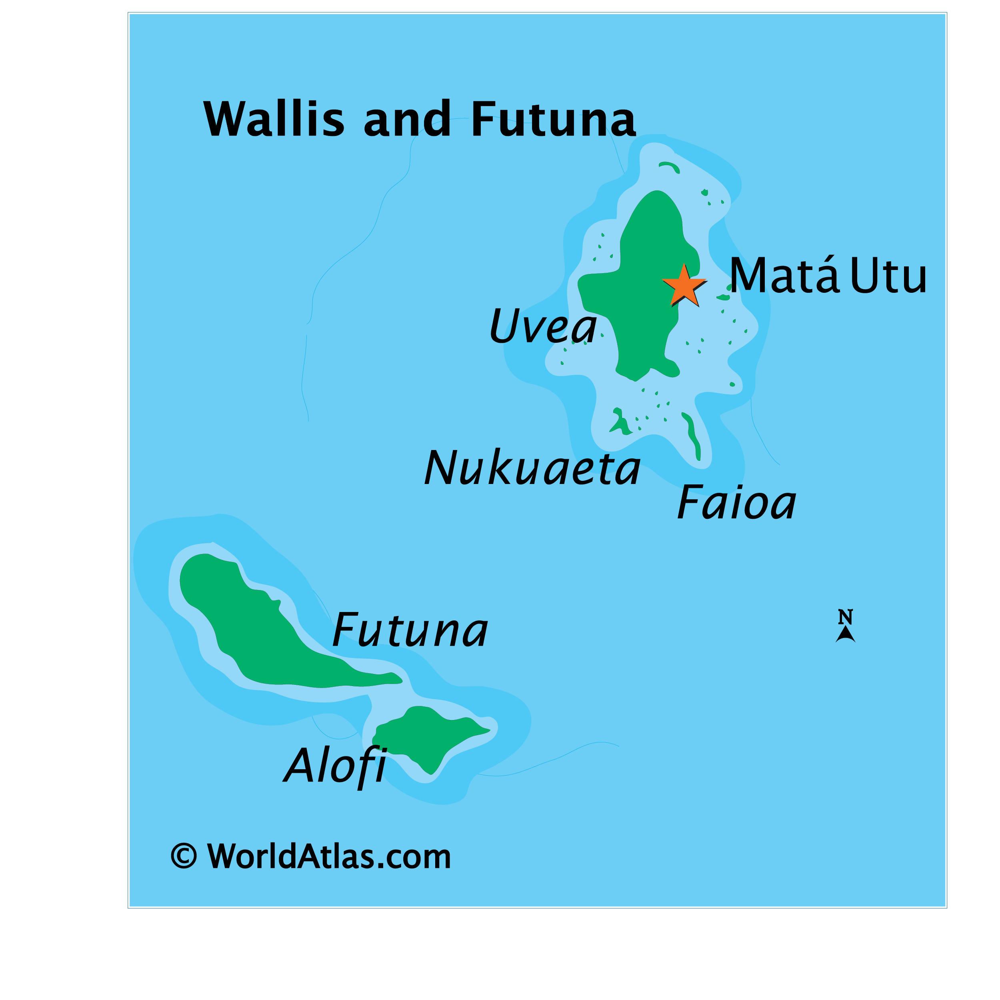 Wallis and Futuna
Matá Utu
Uvea
Nukuaeta
Faioa
Futuna
N
Alofi
© WorldAtlas.com